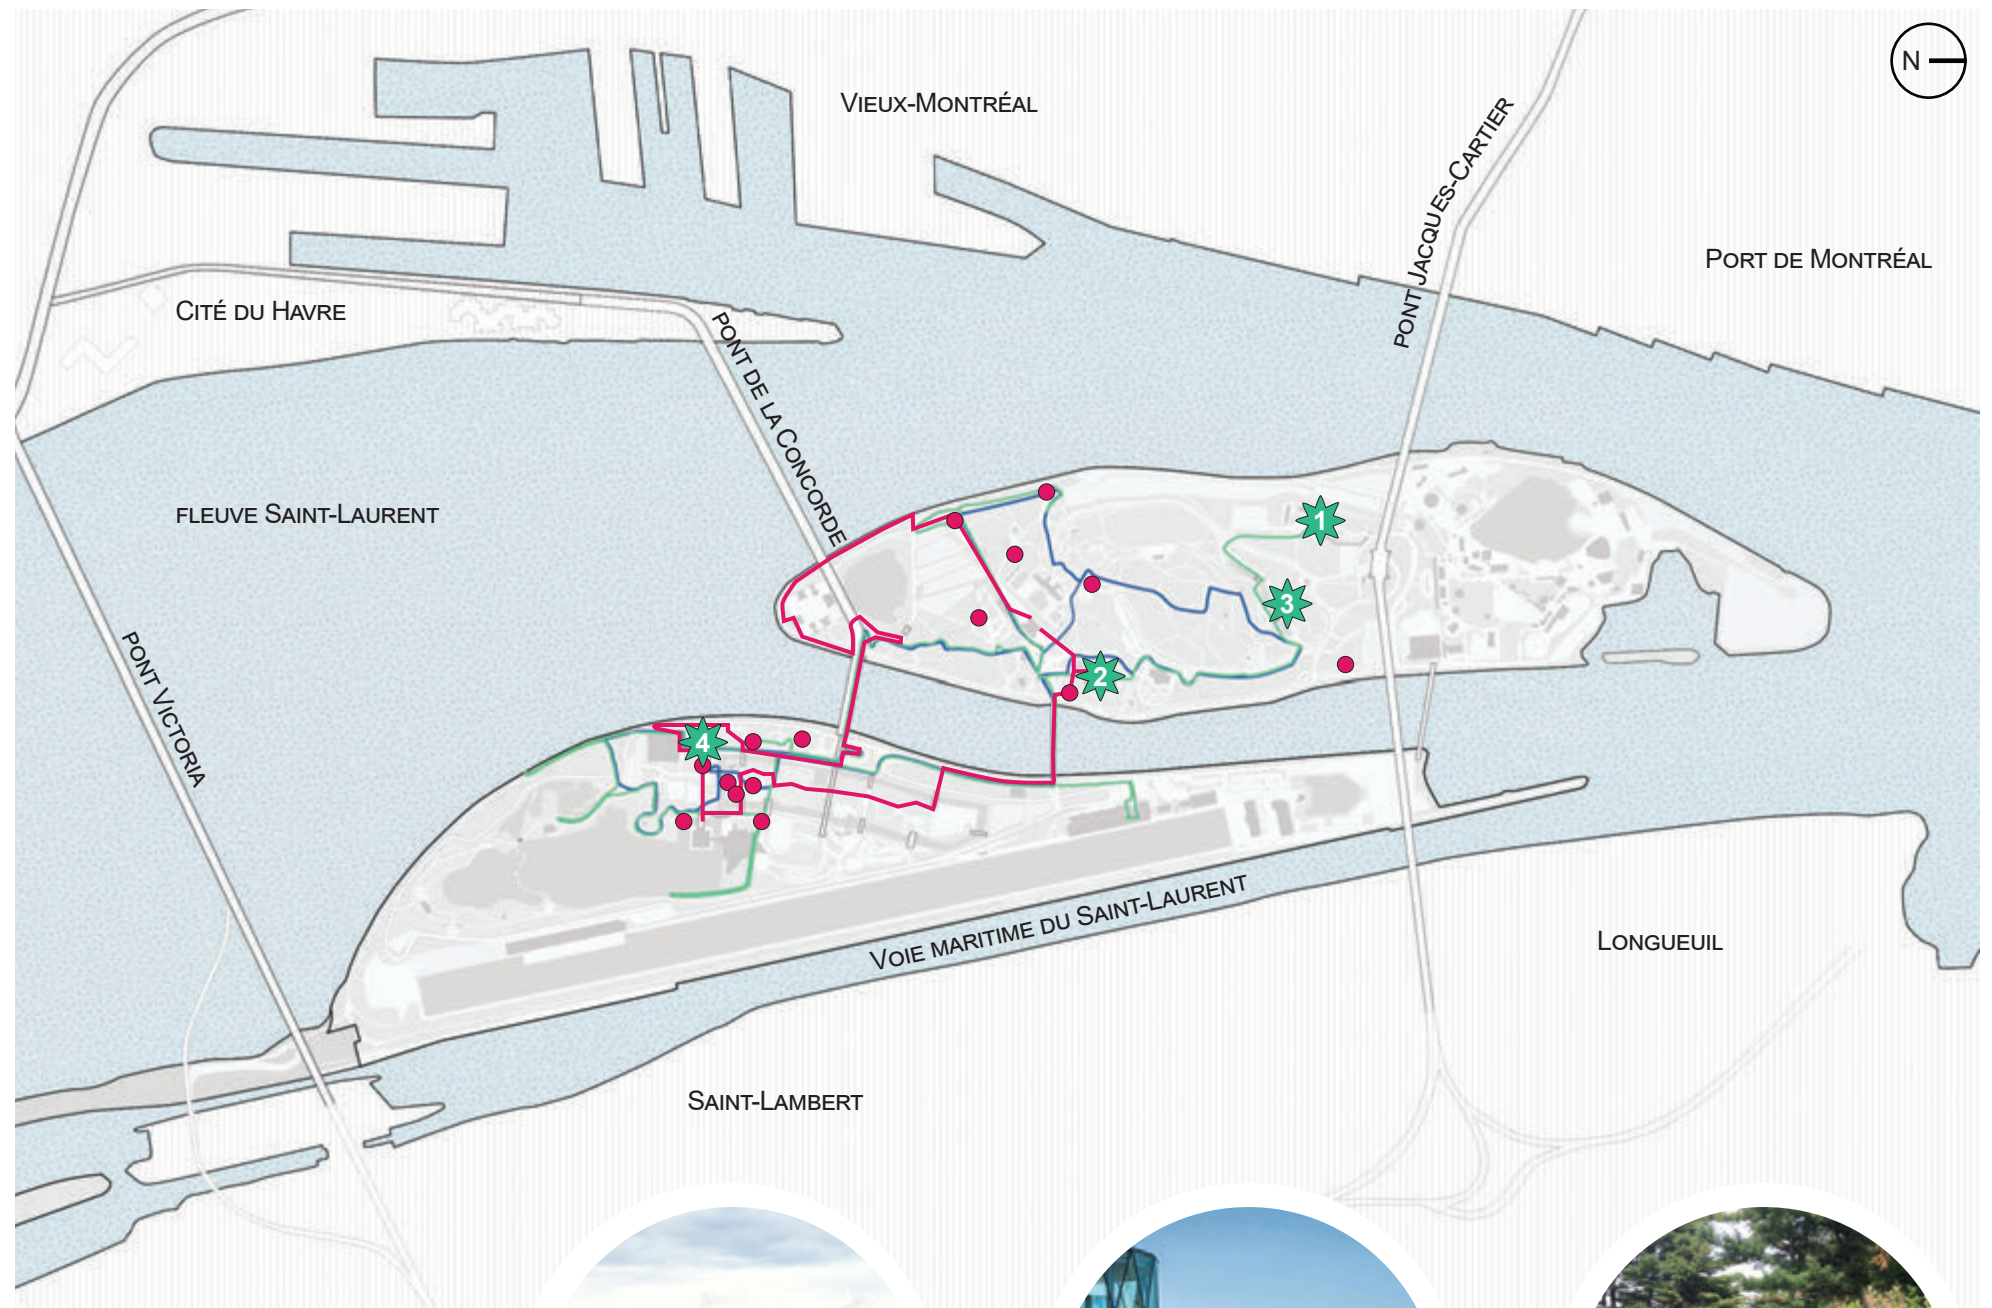 N
VIEUX-MONTRÉAL
PONT JACQUES-CARTIER
PORT DE MONTRÉAL
CITÉ DU HAVRE
PONT DE LA CONCORDE
FLEUVE SAINT-LAURENT
1
3
2
PONT VICTORIA
4
VOIE MARITIME DU SAINT-LAURENT
LONGUEUIL
SAINT-LAMBERT